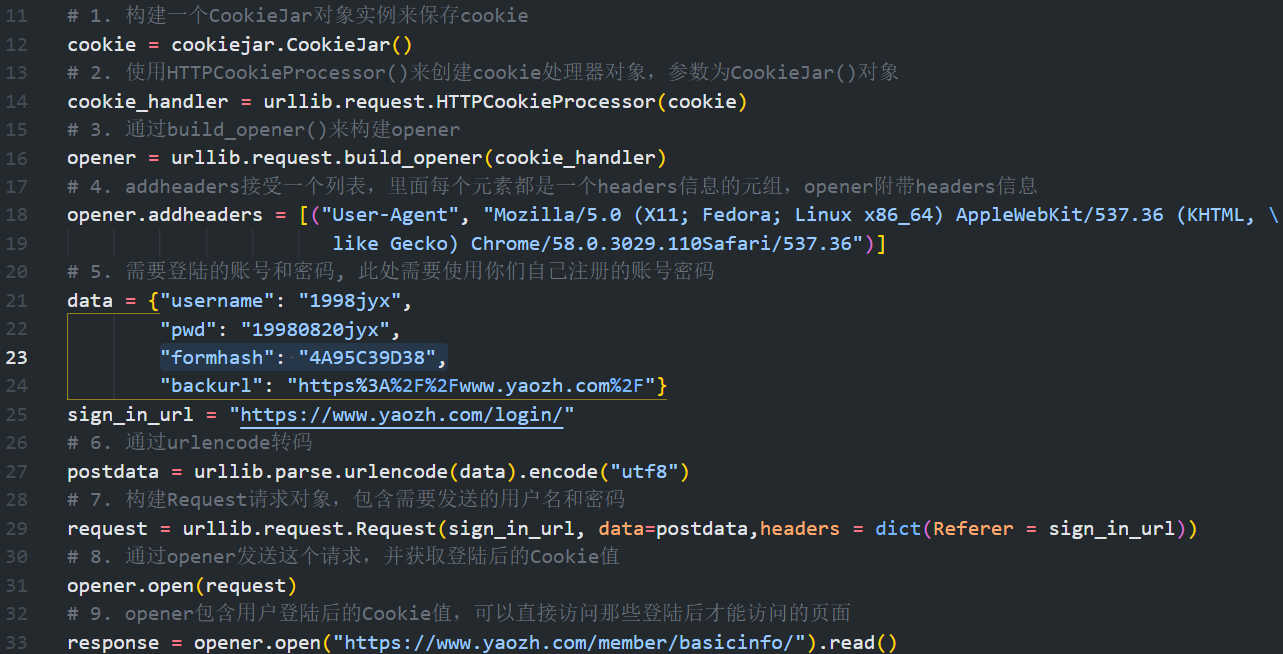 11 # 1. 构建一个CookieJar对象实例来保存cookie
12 cookie = cookiejar.CookieJar()
13 # 2. 使用HTTPCookieProcessor()来创建cookie处理器对象，参数为CookieJar()对象
14 cookie_handler = urllib.request.HTTPCookieProcessor(cookie)
15 # 3. 通过build_opener()来构建opener
16 opener = urllib.request.build_opener(cookie_handler)
17 # 4. addheaders接受一个列表，里面每个元素都是一个headers信息的元组，opener附带headers信息
18 opener.addheaders = [("User-Agent", "Mozilla/5.0 (X11; Fedora; Linux x86_64) AppleWebKit/537.36 (KHTML, \
19 like Gecko) Chrome/58.0.3029.110Safari/537.36")]
20 # 5. 需要登陆的账号和密码, 此处需要使用你们自己注册的账号密码
21 data = {"username": "1998jyx",
22 "pwd": "19980820jyx",
23 "formhash": "4A95C39D38",
24 "backurl": "https%3A%2F%2Fwww.yaozh.com%2F"}
25 sign_in_url = "https://www.yaozh.com/login/"
26 # 6. 通过urlencode转码
27 postdata = urllib.parse.urlencode(data).encode("utf8")
28 # 7. 构建Request请求对象，包含需要发送的用户名和密码
29 request = urllib.request.Request(sign_in_url, data=postdata,headers = dict(Referer = sign_in_url))
30 # 8. 通过opener发送这个请求，并获取登陆后的Cookie值
31 opener.open(request)
32 # 9. opener包含用户登陆后的Cookie值，可以直接访问那些登陆后才能访问的页面
33 response = opener.open("https://www.yaozh.com/member/basicinfo/").read()